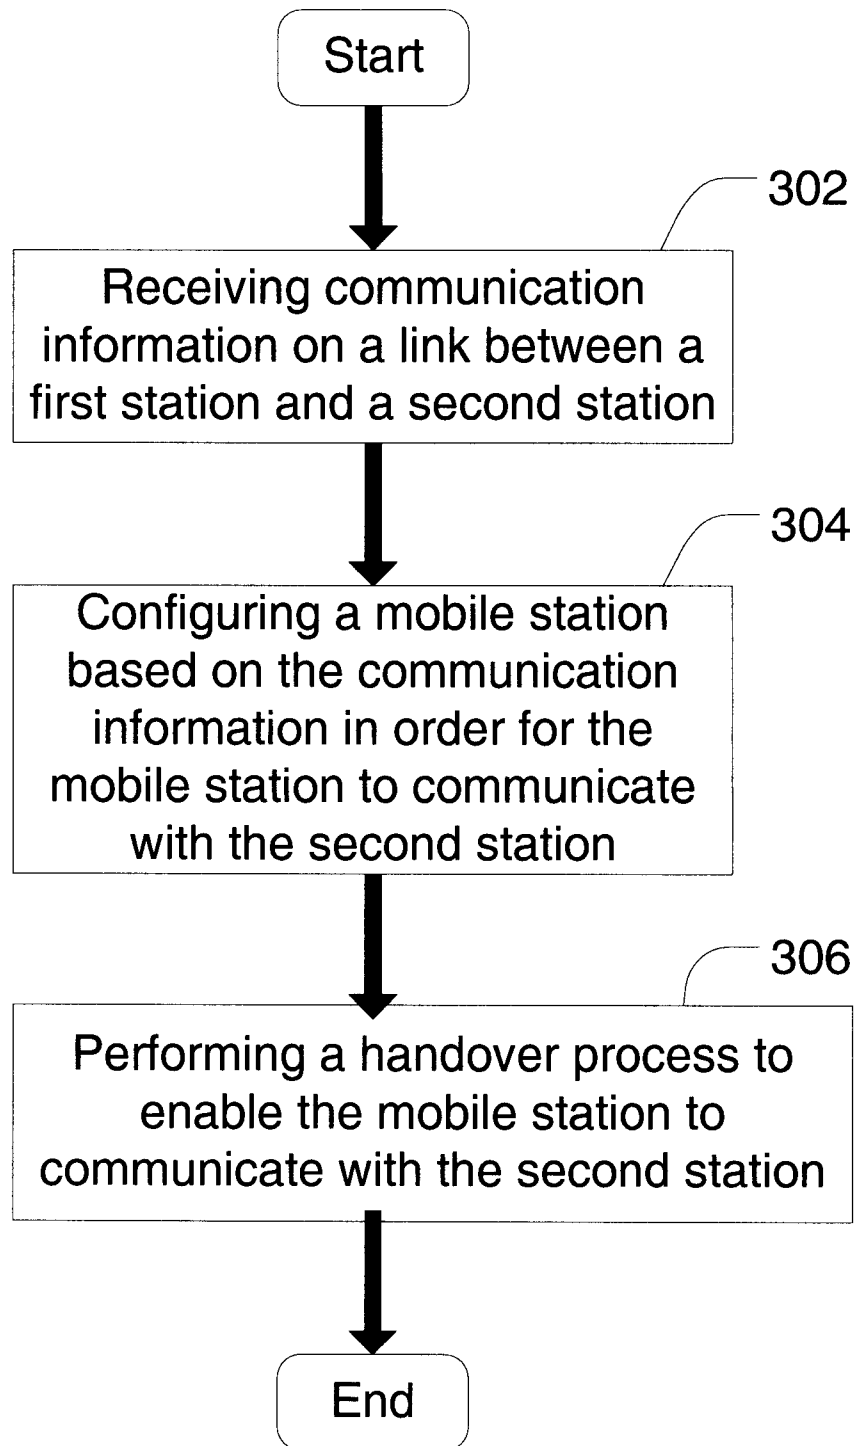 Start
302
Receiving communication
information on a link between a
first station and a second station
304
Configuring a mobile station
based on the communication
information in order for the
mobile station to communicate
with the second station
306
Performing a handover process to
enable the mobile station to
communicate with the second station
End